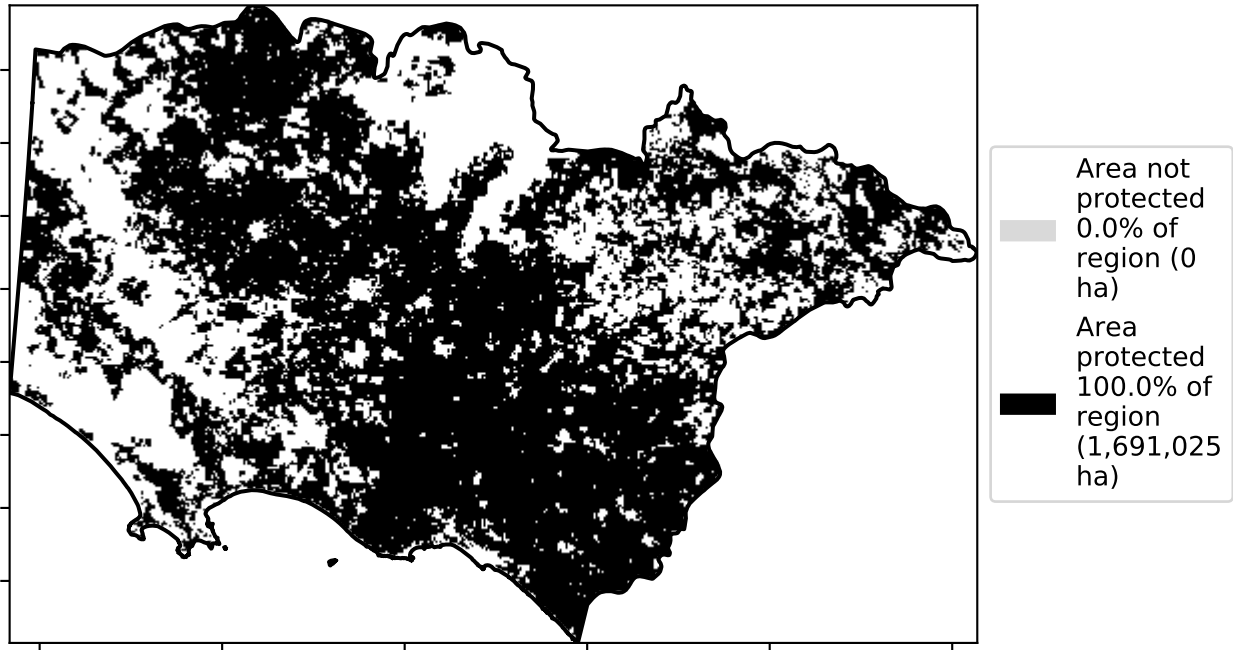 Area not
protected
0.0% of
region (0
ha)
Area
protected
100.0% of
region
(1,691,025
ha)